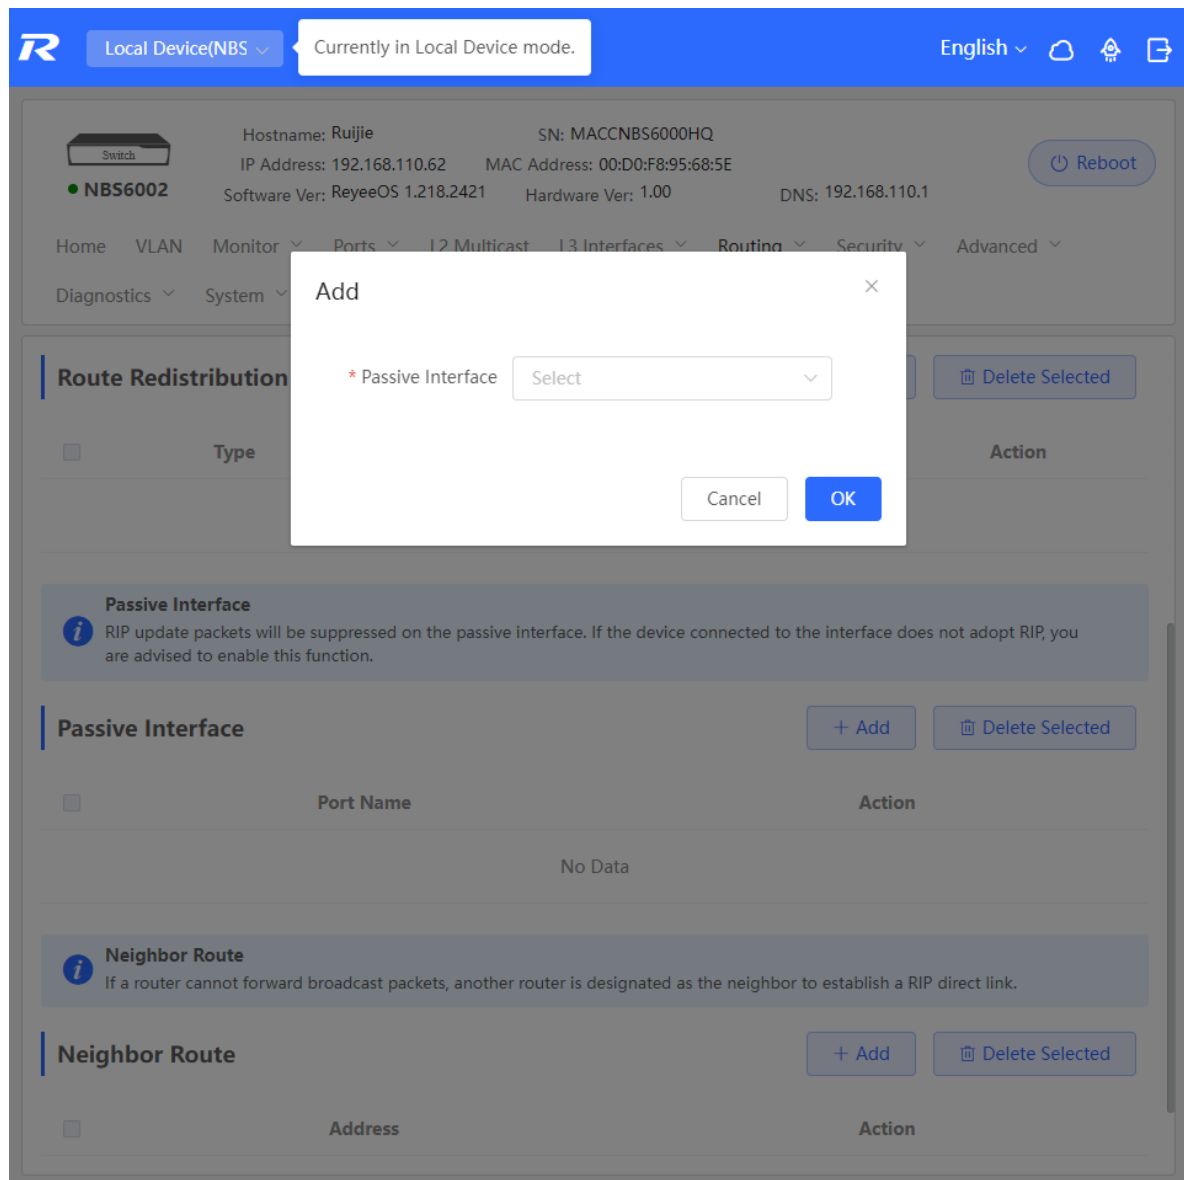 Local Device(NBS
Currently in Local Device mode.
English
Switch
NBS6002
Hostname: Ruijie
SN: MACCNBS6000HQ
IP Address: 192.168.110.62
MAC Address: 00:D0:F8:95:68:5E
Software Ver: ReyeeOS 1.218.2421
Hardware Ver: 1.00
DNS: 192.168.110.1
Reboot
Home VLAN Monitor Ports L2 Multicast L3 Interfaces Routing Security Advanced
Diagnostics System
Add
* Passive Interface Select
Cancel OK
Route Redistribution
Delete Selected
Type Action
Passive Interface
RIP update packets will be suppressed on the passive interface. If the device connected to the interface does not adopt RIP, you
are advised to enable this function.
Passive Interface
+ Add Delete Selected
Port Name Action
No Data
Neighbor Route
If a router cannot forward broadcast packets, another router is designated as the neighbor to establish a RIP direct link.
Neighbor Route
+ Add Delete Selected
Address Action